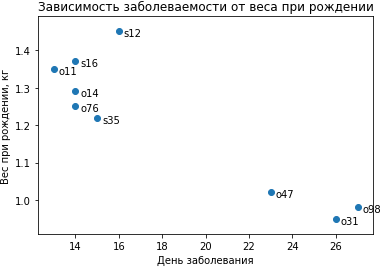 Зависимость заболеваемости от веса при рождении
Вес при рождении, кг
1.4
1.3
1.2
1.1
1.0
s12
s16
o11
o14
o76
s35
o47
o98
o31
14 16 18 20 22 24 26
День заболевания